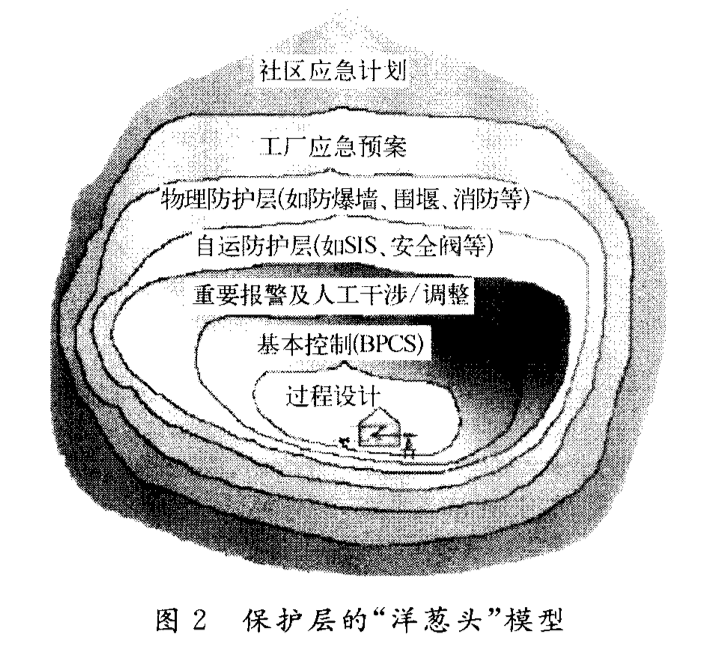 社区应急计划
工厂应急预案
物理防护层(如防爆墙、围堰、消防等)
自运防护层(如SIS、安全阀等)
重要报警及人工干涉/调整
基本控制(BPCS)
过程设计
图 2 保护层的“洋葱头”模型